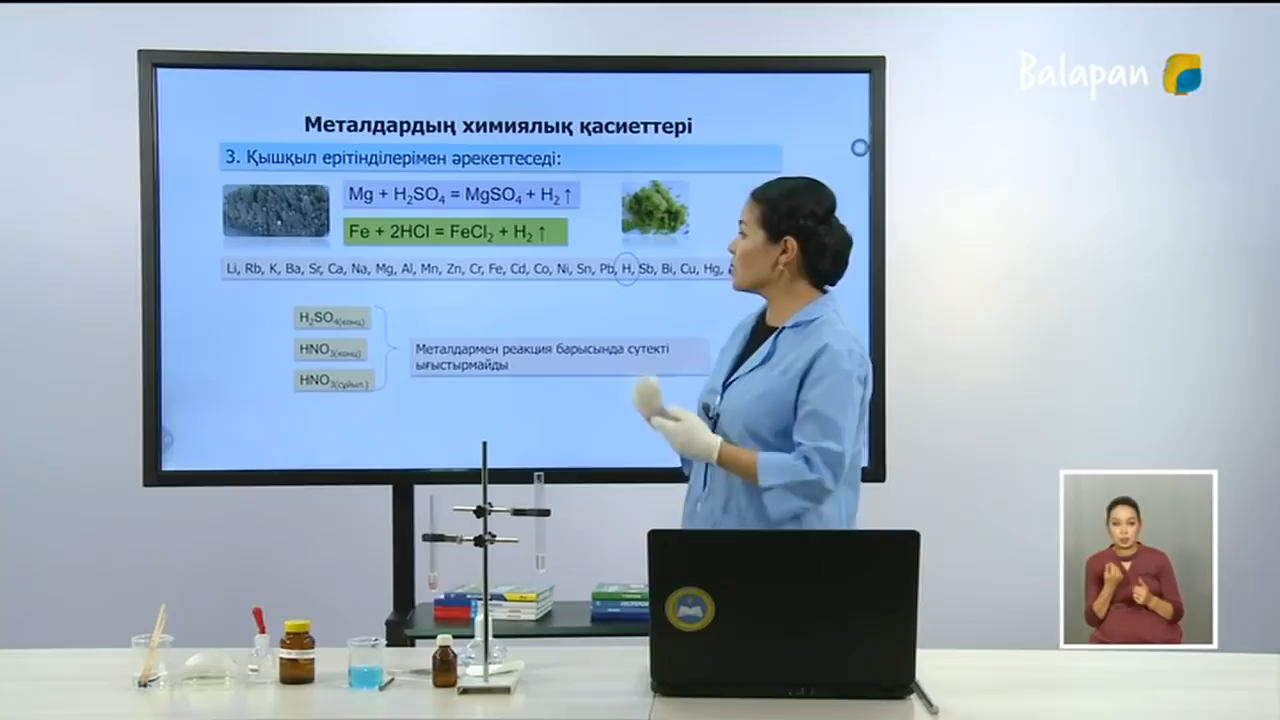 Balapan
Металдардың химиялық қасиеттері
3. Қышқыл ерітінділерімен әрекеттеседі:
Mg + H₂SO₄ = MgSO₄ + H₂ ↑
Fe + 2HCl = FeCl₂ + H₂ ↑
Li, Rb, K, Ba, Sr, Ca, Na, Mg, Al, Mn, Zn, Cr, Fe, Cd, Co, Ni, Sn, Pb, H, Sb, Bi, Cu, Hg,
H₂SO₄(конц)
HNO₃(конц)
HNO₃(сұйыл.)
Металдармен реакция барысында сутекті
ығыстырмайды